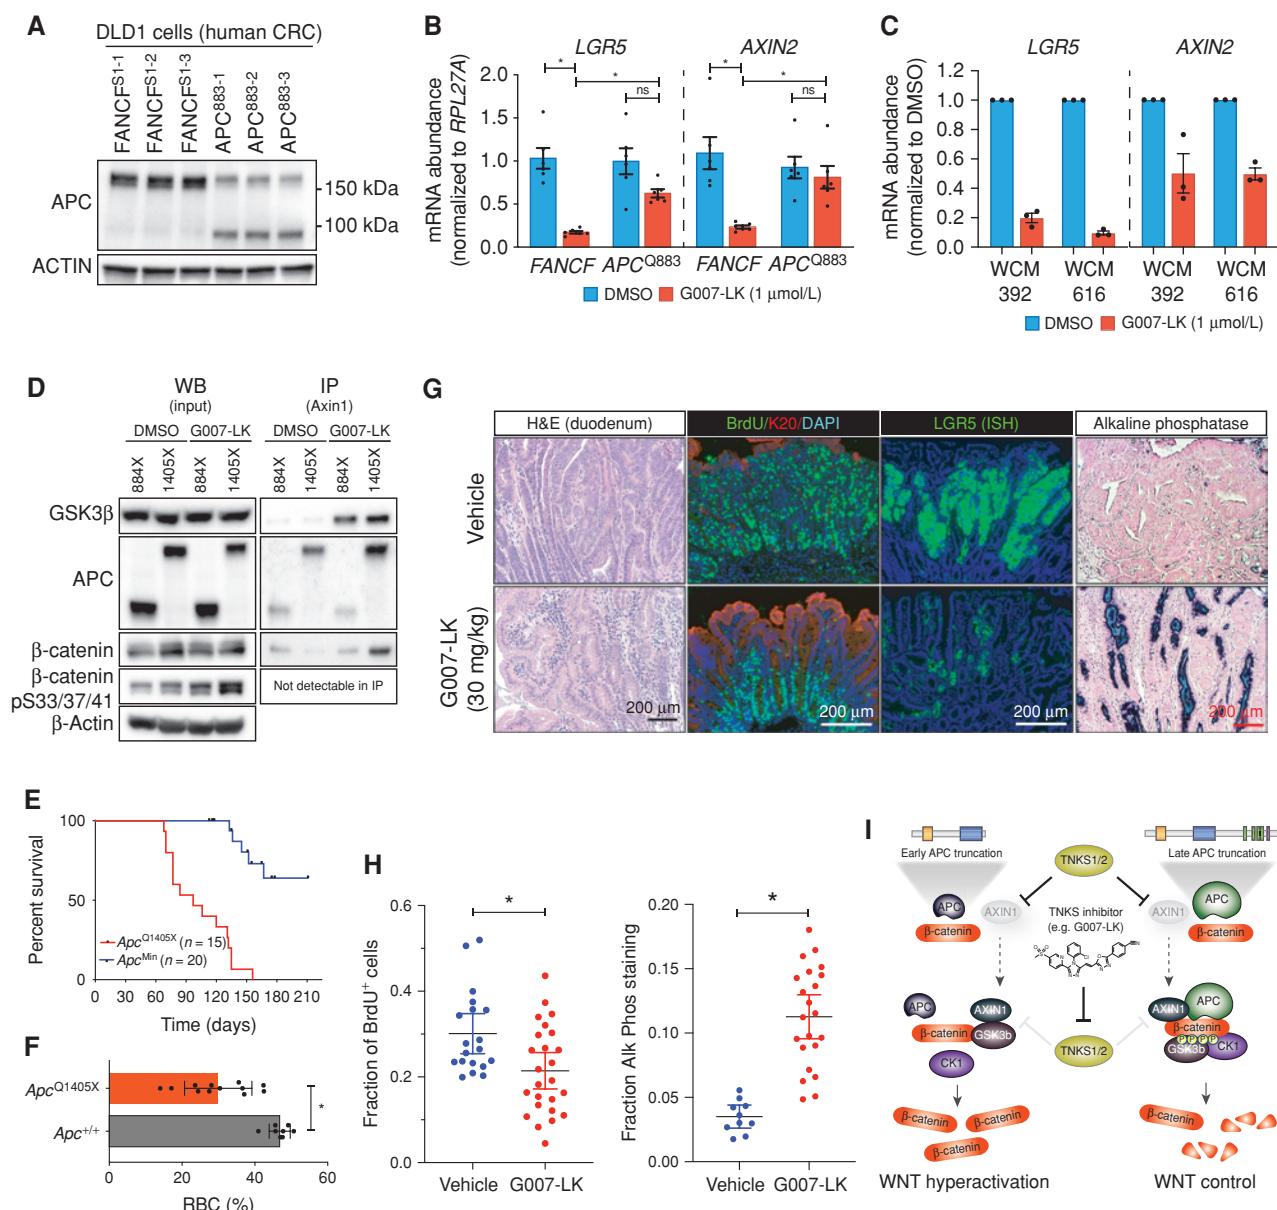 A
DLD1 cells (human CRC)
FANCF^S1-1
FANCF^S1-2
FANCF^S1-3
APC^883-1
APC^883-2
APC^883-3
APC
150 kDa
100 kDa
ACTIN
B
LGR5
AXIN2
mRNA abundance
(normalized to RPL27A)
2.0
1.5
1.0
0.5
0.0
*
*
ns
*
*
ns
FANCF
APC^Q883
FANCF
APC^Q883
DMSO
G007-LK (1 μmol/L)
C
LGR5
AXIN2
mRNA abundance
(normalized to DMSO)
1.2
1.0
0.8
0.6
0.4
0.2
0.0
WCM
392
WCM
616
WCM
392
WCM
616
DMSO
G007-LK (1 μmol/L)
D
WB
(input)
IP
(Axin1)
DMSO
G007-LK
DMSO
G007-LK
884X
1405X
884X
1405X
884X
1405X
884X
1405X
GSK3β
APC
β-catenin
β-catenin
pS33/37/41
β-Actin
Not detectable in IP
G
H&E (duodenum)
BrdU/K20/DAPI
LGR5 (ISH)
Alkaline phosphatase
Vehicle
G007-LK
(30 mg/kg)
200 μm
200 μm
200 μm
200 μm
E
Percent survival
100
50
0
Apc^Q1405X (n = 15)
Apc^Min (n = 20)
0 30 60 90 120 150 180 210
Time (days)
F
Apc^Q1405X
Apc^+/+
*
0 20 40 60
RBC (%)
H
Fraction of BrdU^+ cells
0.6
0.4
0.2
0.0
*
Vehicle
G007-LK
Fraction Alk Phos staining
0.20
0.15
0.10
0.05
0.00
*
Vehicle
G007-LK
I
Early APC truncation
Late APC truncation
TNKS1/2
APC
AXIN1
β-catenin
TNKS inhibitor
(e.g. G007-LK)
AXIN1
APC
β-catenin
Cl
APC
AXIN1
β-catenin
GSK3b
CK1
TNKS1/2
AXIN1
APC
β-catenin
P P P P
GSK3b
CK1
β-catenin
β-catenin
β-catenin
β-catenin
WNT hyperactivation
WNT control